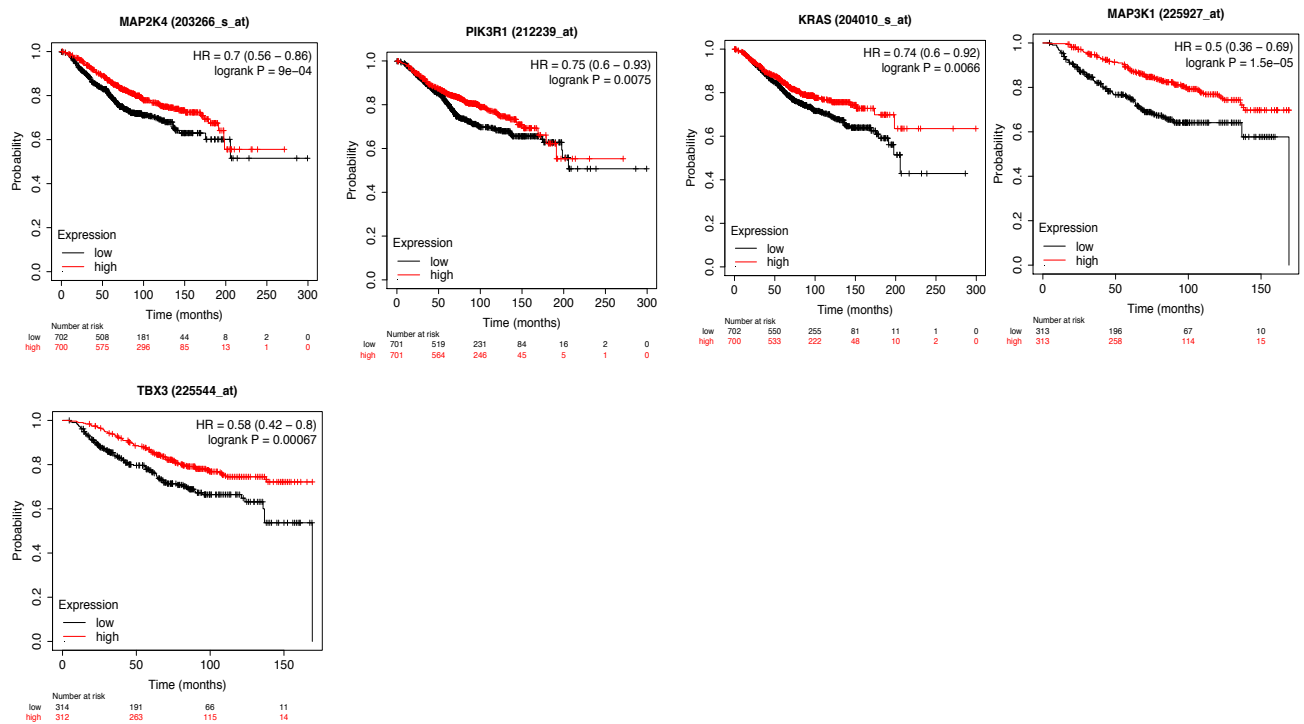 MAP2K4 (203266_s_at)
HR = 0.7 (0.56 − 0.86)
logrank P = 9e−04
Probability
1.0
0.8
0.6
0.4
0.2
0.0
Expression
low
high
0 50 100 150 200 250 300
Time (months)
Number at risk
low 702 508 181 44 8 2 0
high 700 575 296 85 13 1 0
PIK3R1 (212239_at)
HR = 0.75 (0.6 − 0.93)
logrank P = 0.0075
Probability
1.0
0.8
0.6
0.4
0.2
0.0
Expression
low
high
0 50 100 150 200 250 300
Time (months)
Number at risk
low 701 519 231 84 16 2 0
high 701 564 246 45 5 1 0
KRAS (204010_s_at)
HR = 0.74 (0.6 − 0.92)
logrank P = 0.0066
Probability
1.0
0.8
0.6
0.4
0.2
0.0
Expression
low
high
0 50 100 150 200 250 300
Time (months)
Number at risk
low 702 550 255 81 11 1 0
high 700 533 222 48 10 2 0
MAP3K1 (225927_at)
HR = 0.5 (0.36 − 0.69)
logrank P = 1.5e−05
Probability
1.0
0.8
0.6
0.4
0.2
0.0
Expression
low
high
0 50 100 150
Time (months)
Number at risk
low 313 196 67 10
high 313 258 114 15
TBX3 (225544_at)
HR = 0.58 (0.42 − 0.8)
logrank P = 0.00067
Probability
1.0
0.8
0.6
0.4
0.2
0.0
Expression
low
high
0 50 100 150
Time (months)
Number at risk
low 314 191 66 11
high 312 263 115 14